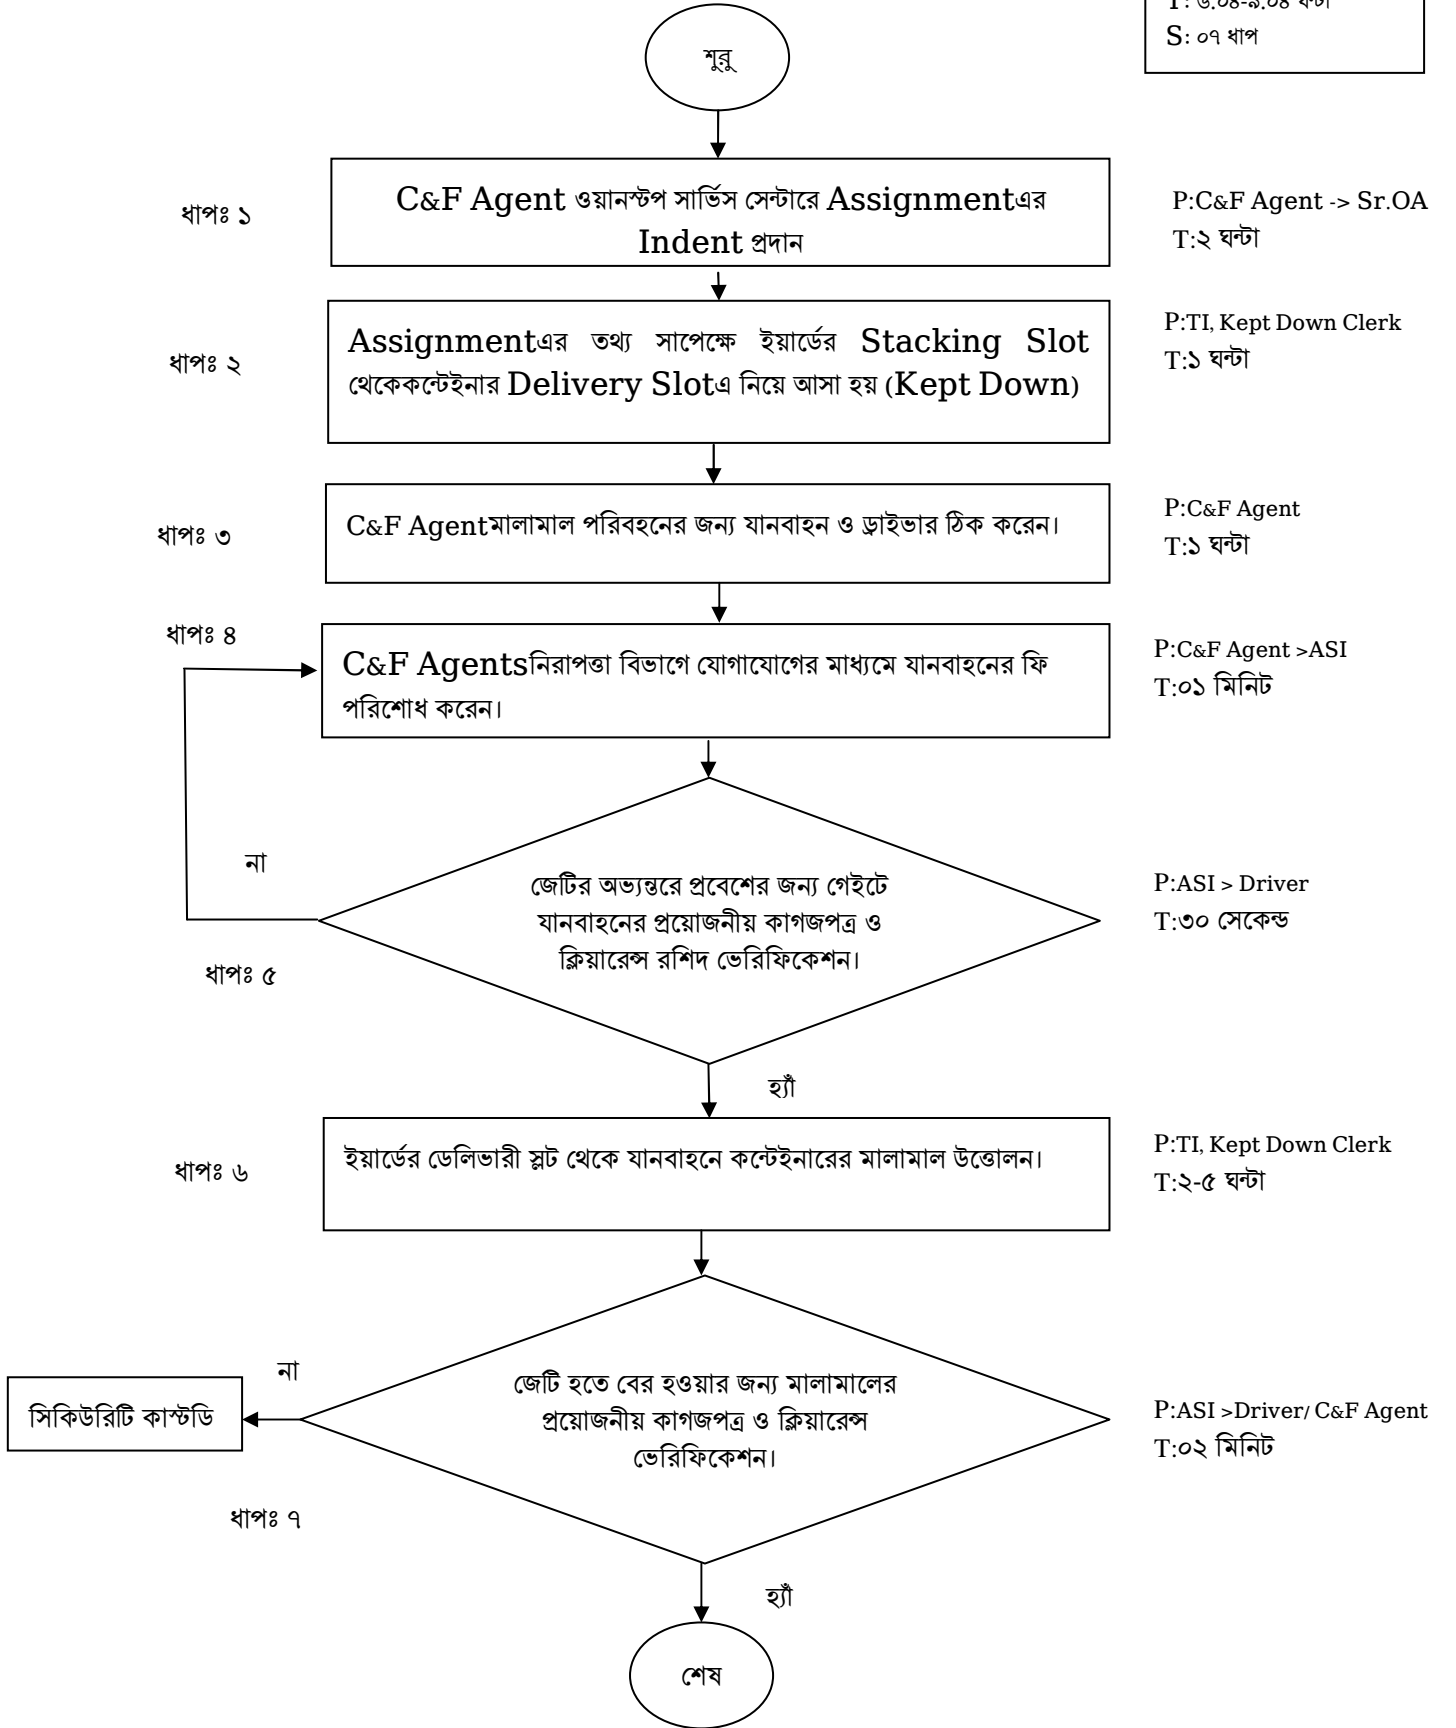 T: ৬.০৪-৯.০৪ ঘন্টা
S: ০৭ ধাপ
শুরু
ধাপঃ ১
C&F Agent ওয়ানস্টপ সার্ভিস সেন্টারে Assignmentএর
Indent প্রদান
P:C&F Agent -> Sr.OA
T:২ ঘন্টা
ধাপঃ ২
Assignmentএর তথ্য সাপেক্ষে ইয়ার্ডের Stacking Slot
থেকেকন্টেইনার Delivery Slotএ নিয়ে আসা হয় (Kept Down)
P:TI, Kept Down Clerk
T:১ ঘন্টা
ধাপঃ ৩
C&F Agentমালামাল পরিবহনের জন্য যানবাহন ও ড্রাইভার ঠিক করেন।
P:C&F Agent
T:১ ঘন্টা
ধাপঃ ৪
C&F Agentsনিরাপত্তা বিভাগে যোগাযোগের মাধ্যমে যানবাহনের ফি
পরিশোধ করেন।
P:C&F Agent >ASI
T:০১ মিনিট
না
জেটির অভ্যন্তরে প্রবেশের জন্য গেইটে
যানবাহনের প্রয়োজনীয় কাগজপত্র ও
ক্লিয়ারেন্স রশিদ ভেরিফিকেশন।
P:ASI > Driver
T:৩০ সেকেন্ড
ধাপঃ ৫
হ্যাঁ
ধাপঃ ৬
ইয়ার্ডের ডেলিভারী স্লট থেকে যানবাহনে কন্টেইনারের মালামাল উত্তোলন।
P:TI, Kept Down Clerk
T:২-৫ ঘন্টা
না
সিকিউরিটি কাস্টডি
জেটি হতে বের হওয়ার জন্য মালামালের
প্রয়োজনীয় কাগজপত্র ও ক্লিয়ারেন্স
ভেরিফিকেশন।
P:ASI >Driver/ C&F Agent
T:০২ মিনিট
ধাপঃ ৭
হ্যাঁ
শেষ